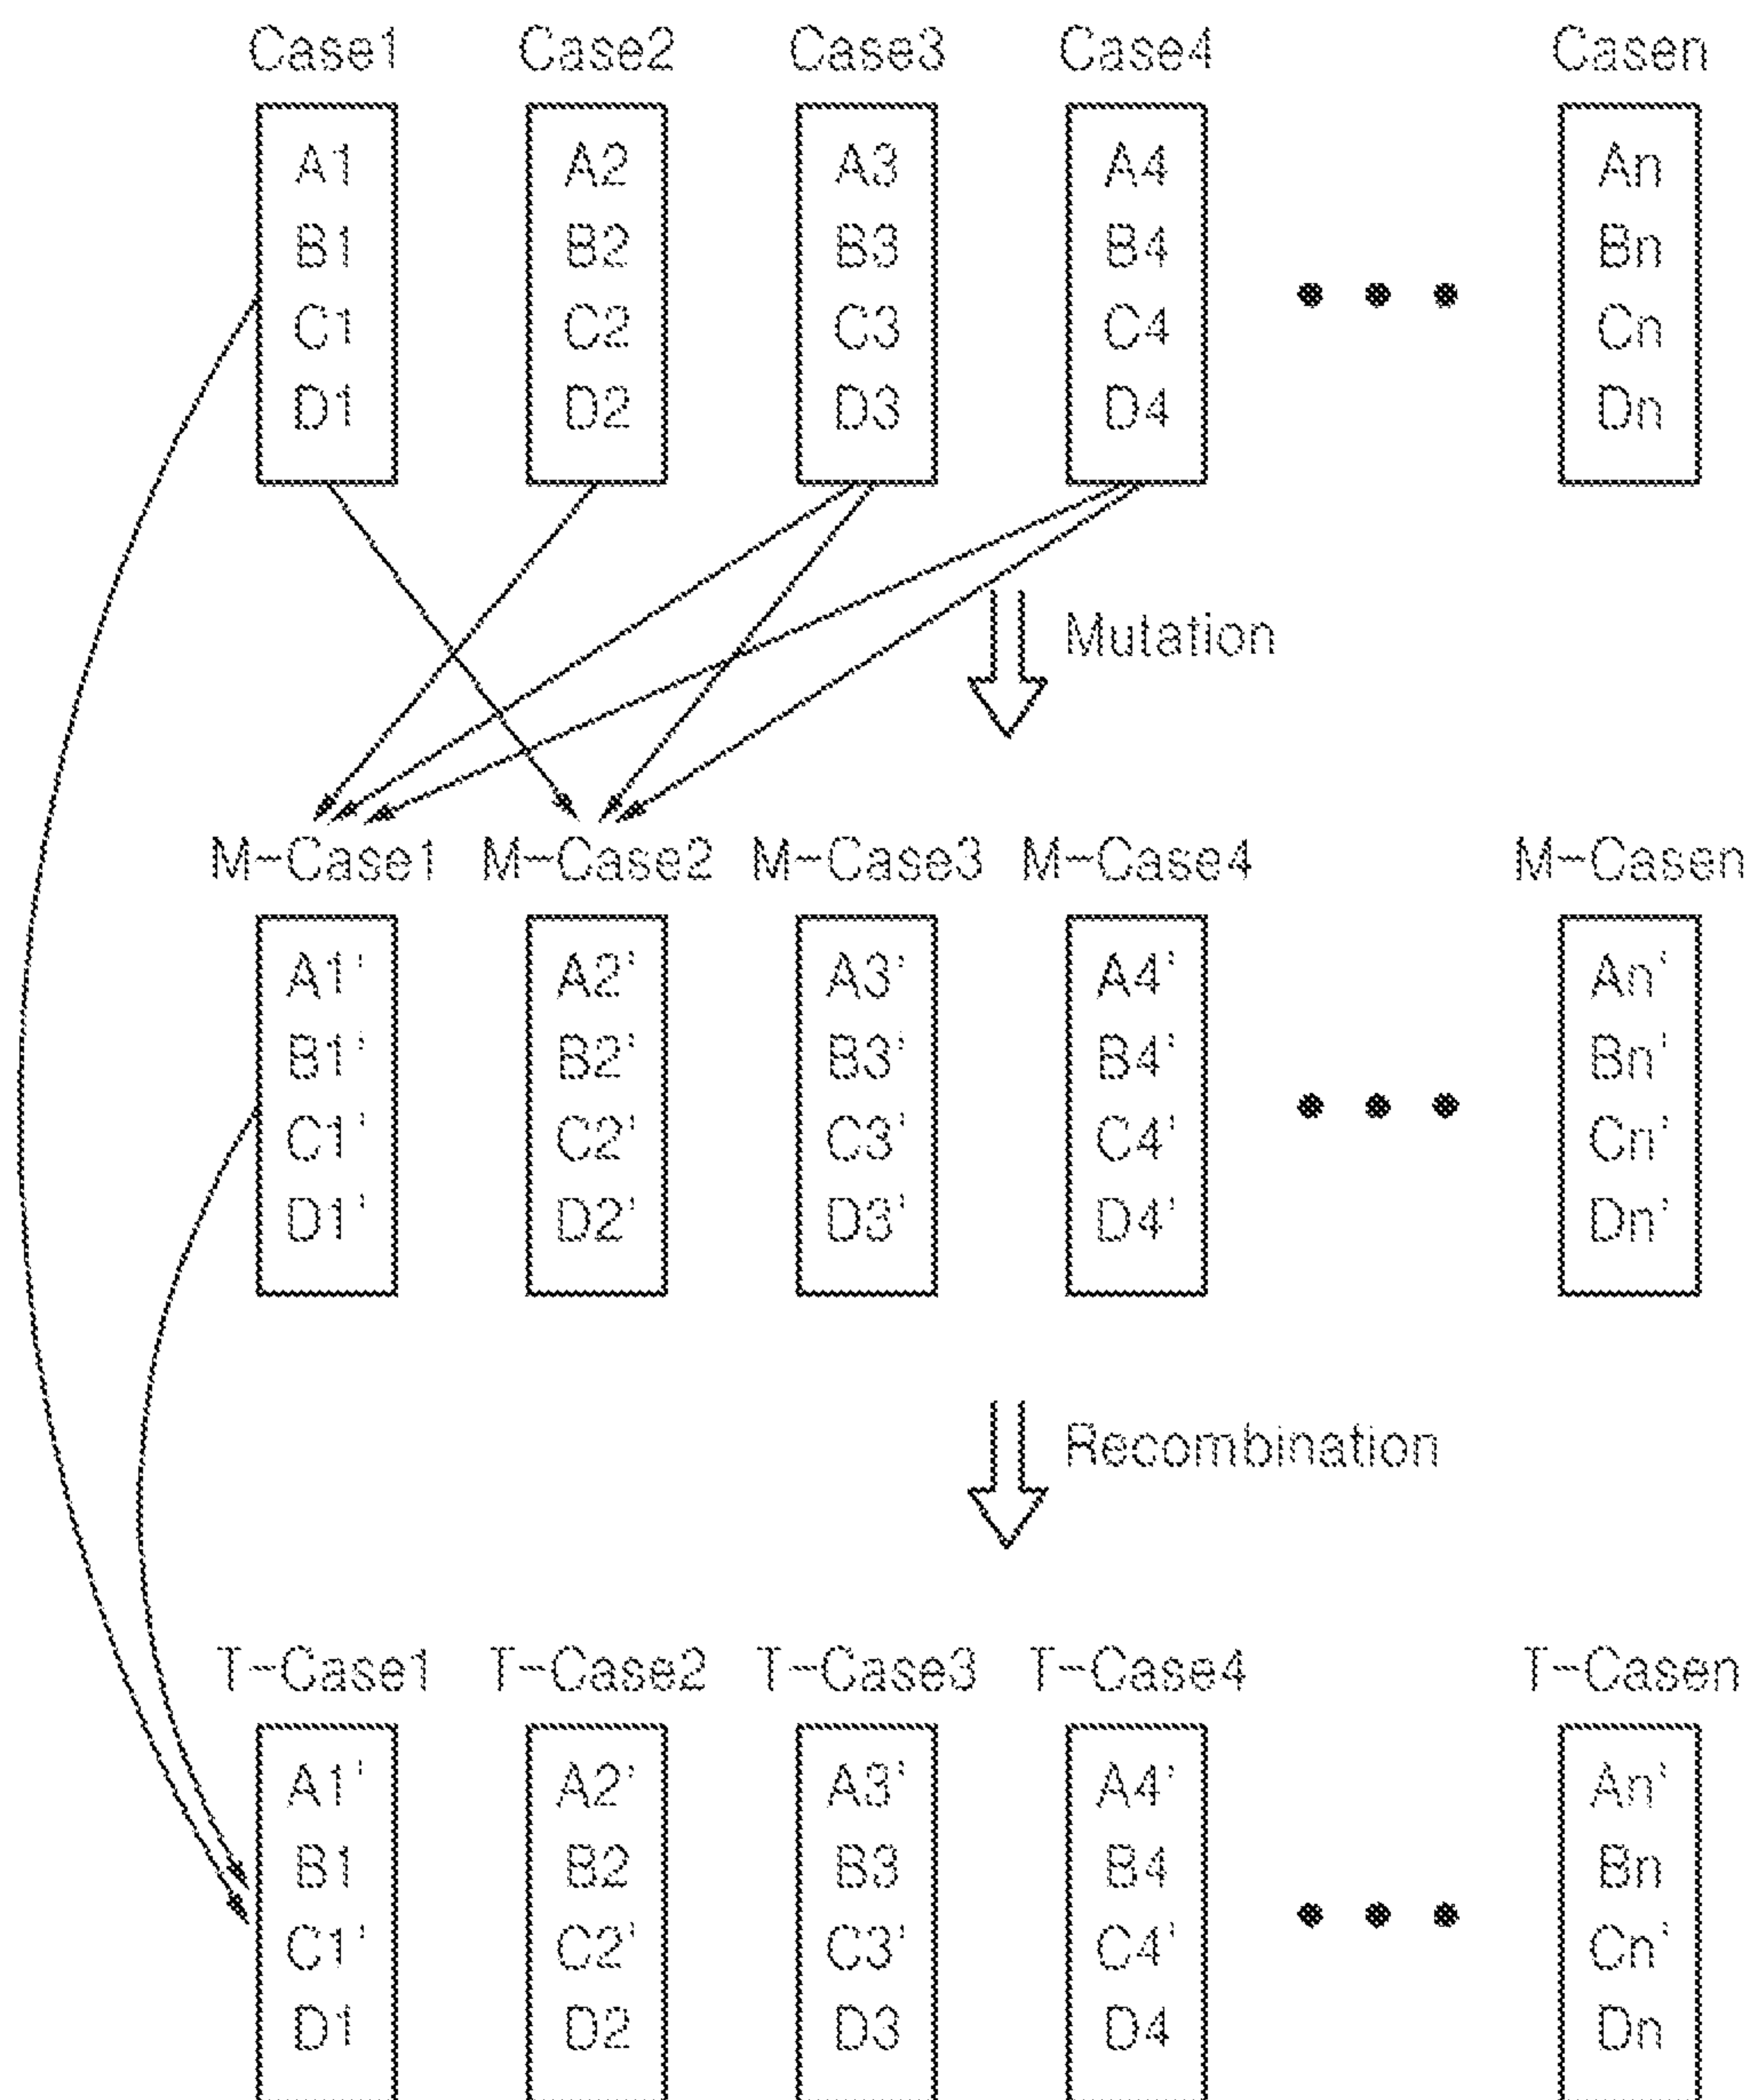 Case1 Case2 Case3 Case4 Casen
A1 A2 A3 A4 An
B1 B2 B3 B4 Bn
C1 C2 C3 C4 Cn
D1 D2 D3 D4 Dn
Mutation
M-Case1 M-Case2 M-Case3 M-Case4 M-Casen
A1' A2' A3' A4' An'
B1' B2' B3' B4' Bn'
C1' C2' C3' C4' Cn'
D1' D2' D3' D4' Dn'
Recombination
T-Case1 T-Case2 T-Case3 T-Case4 T-Casen
A1' A2' A3' A4' An'
B1 B2 B3 B4 Bn
C1' C2' C3' C4' Cn'
D1 D2 D3 D4 Dn